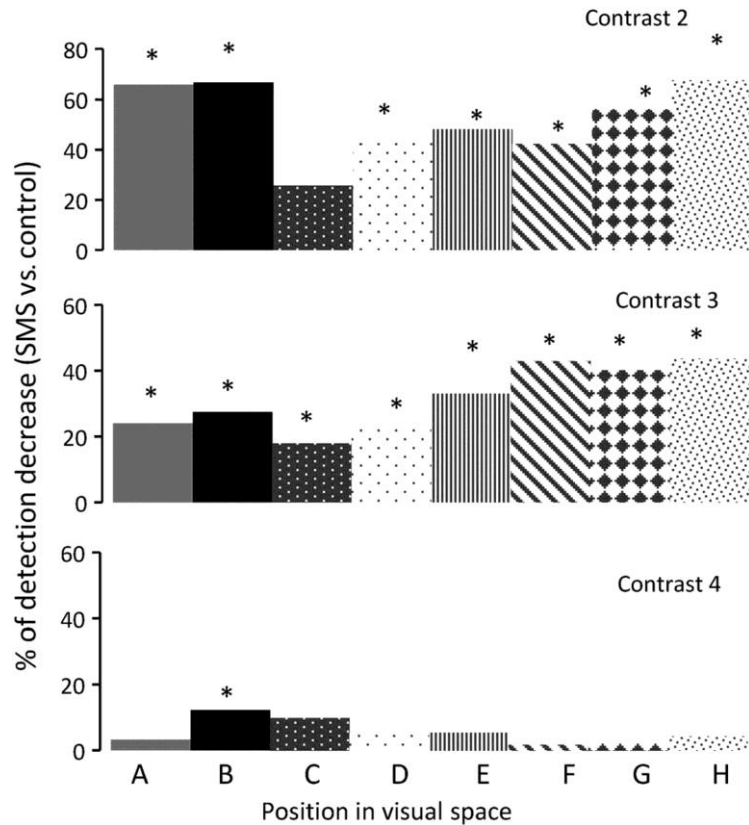 Contrast 2
* * * * * * *
80
60
40
20
0
% of detection decrease (SMS vs. control)
Contrast 3
* * * * * * * *
60
40
20
0
Contrast 4
*
60
40
20
0
A B C D E F G H
Position in visual space